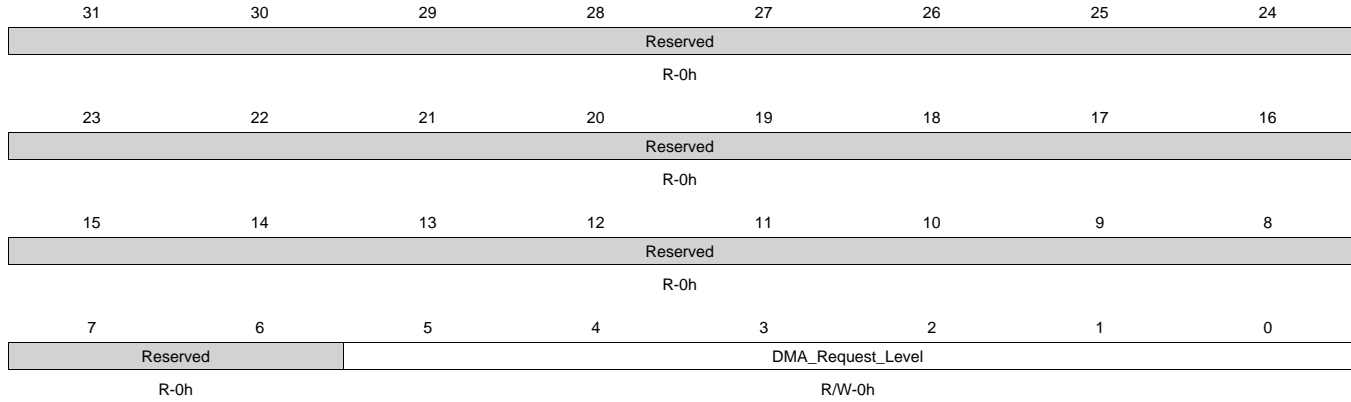 31 30 29 28 27 26 25 24
Reserved
R-0h
23 22 21 20 19 18 17 16
Reserved
R-0h
15 14 13 12 11 10 9 8
Reserved
R-0h
7 6 5 4 3 2 1 0
Reserved DMA_Request_Level
R-0h R/W-0h